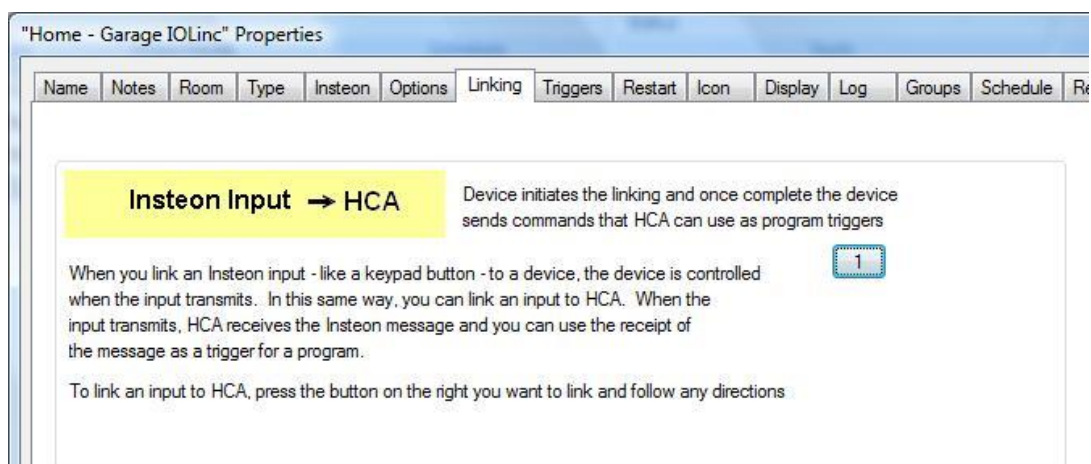 "Home - Garage IOLinc" Properties
Name Notes Room Type Insteon Options Linking Triggers Restart Icon Display Log Groups Schedule
Insteon Input → HCA
Device initiates the linking and once complete the device
sends commands that HCA can use as program triggers
1
When you link an Insteon input - like a keypad button - to a device, the device is controlled
when the input transmits. In this same way, you can link an input to HCA. When the
input transmits, HCA receives the Insteon message and you can use the receipt of
the message as a trigger for a program.
To link an input to HCA, press the button on the right you want to link and follow any directions